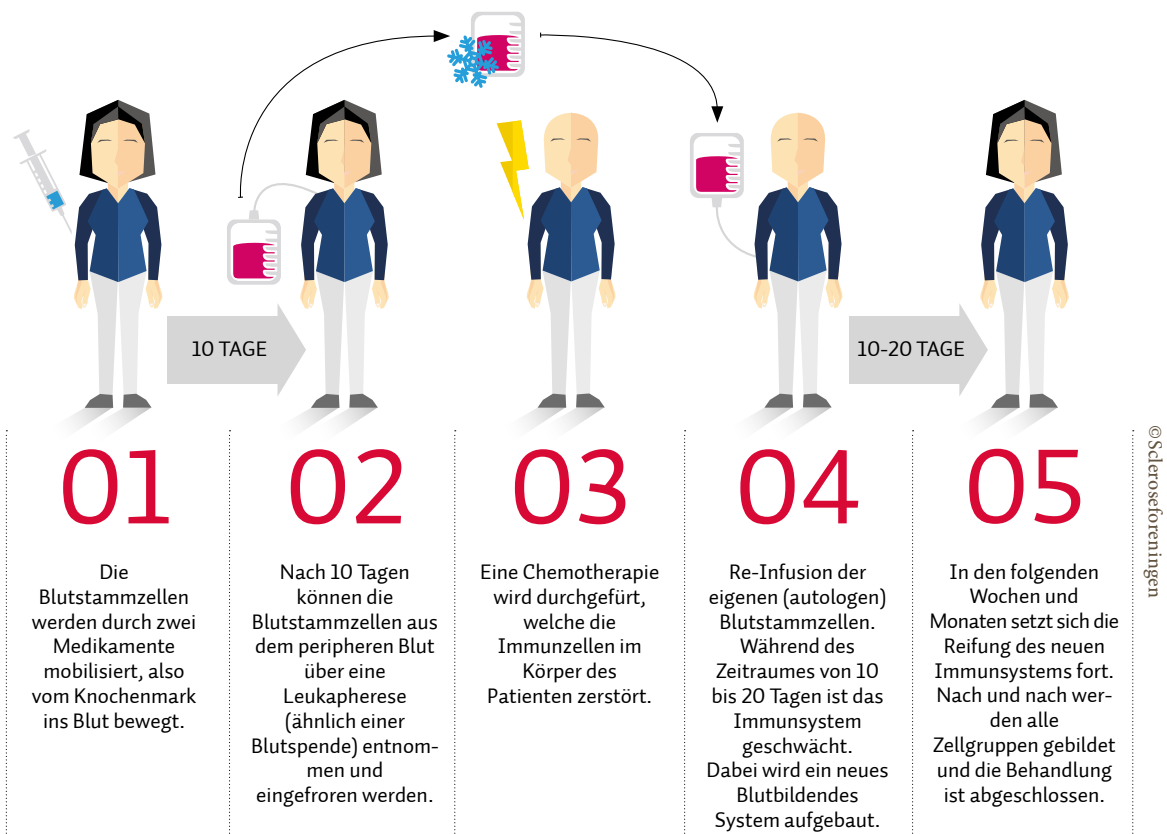 10 TAGE
10-20 TAGE
01
Die
Blutstammzellen
werden durch zwei
Medikamente
mobilisiert, also
vom Knochenmark
ins Blut bewegt.
02
Nach 10 Tagen
können die
Blutstammzellen aus
dem peripheren Blut
über eine
Leukapherese
(ähnlich einer
Blutspende) entnom-
men und
eingefroren werden.
03
Eine Chemotherapie
wird durchgefürt,
welche die
Immunzellen im
Körper des
Patienten zerstört.
04
Re-Infusion der
eigenen (autologen)
Blutstammzellen.
Während des
Zeitraumes von 10
bis 20 Tagen ist das
Immunsystem
geschwächt.
Dabei wird ein neues
Blutbildendes
System aufgebaut.
05
In den folgenden
Wochen und
Monaten setzt sich die
Reifung des neuen
Immunsystems fort.
Nach und nach wer-
den alle
Zellgruppen gebildet
und die Behandlung
ist abgeschlossen.
©Scleroseforeningen